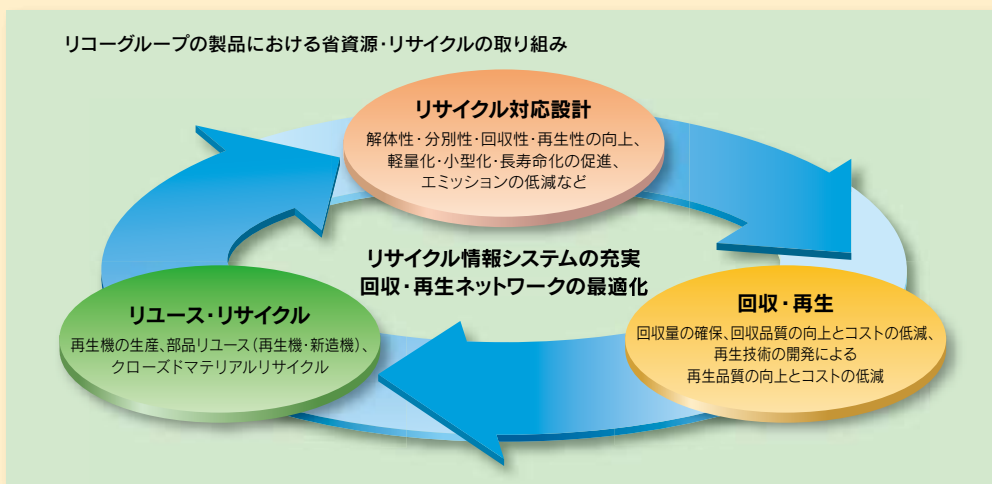 リコーグループの製品における省資源・リサイクルの取り組み
リサイクル対応設計
解体性・分別性・回収性・再生性の向上、
軽量化・小型化・長寿命化の促進、
エミッションの低減など
リサイクル情報システムの充実
回収・再生ネットワークの最適化
リユース・リサイクル
再生機の生産、部品リユース（再生機・新造機）、
クローズドマテリアルリサイクル
回収・再生
回収量の確保、回収品質の向上とコストの低減、
再生技術の開発による
再生品質の向上とコストの低減